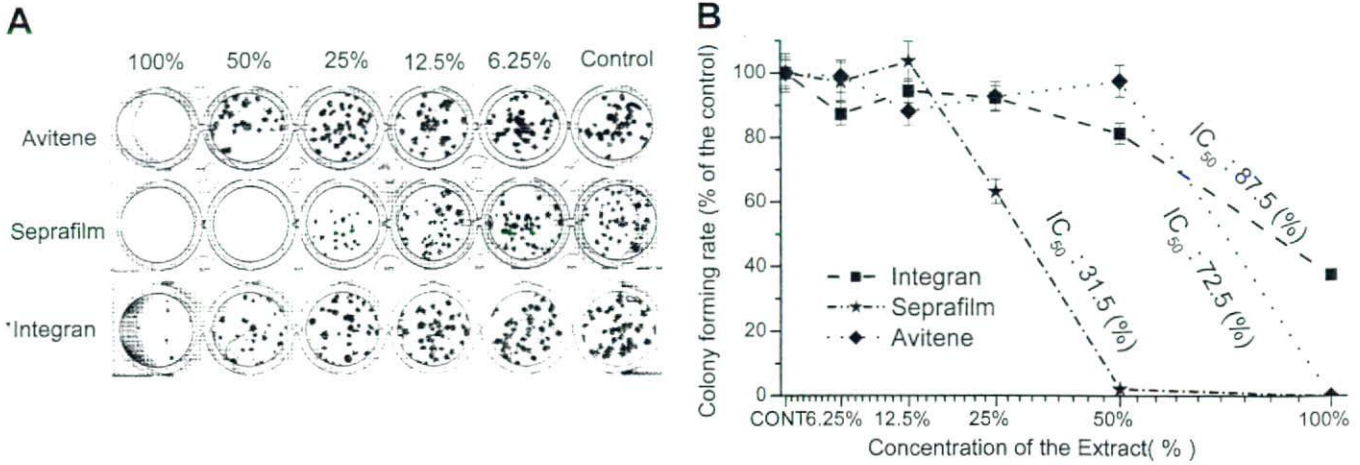 A
100% 50% 25% 12.5% 6.25% Control
Avitene
Seprafilm
*Integran
B
Colony forming rate (% of the control)
100
80
60
40
20
0
IC50 : 87.5 (%)
IC50 : 72.5 (%)
IC50 : 31.5 (%)
Integran
Seprafilm
Avitene
CONT 6.25% 12.5% 25% 50% 100%
Concentration of the Extract( % )